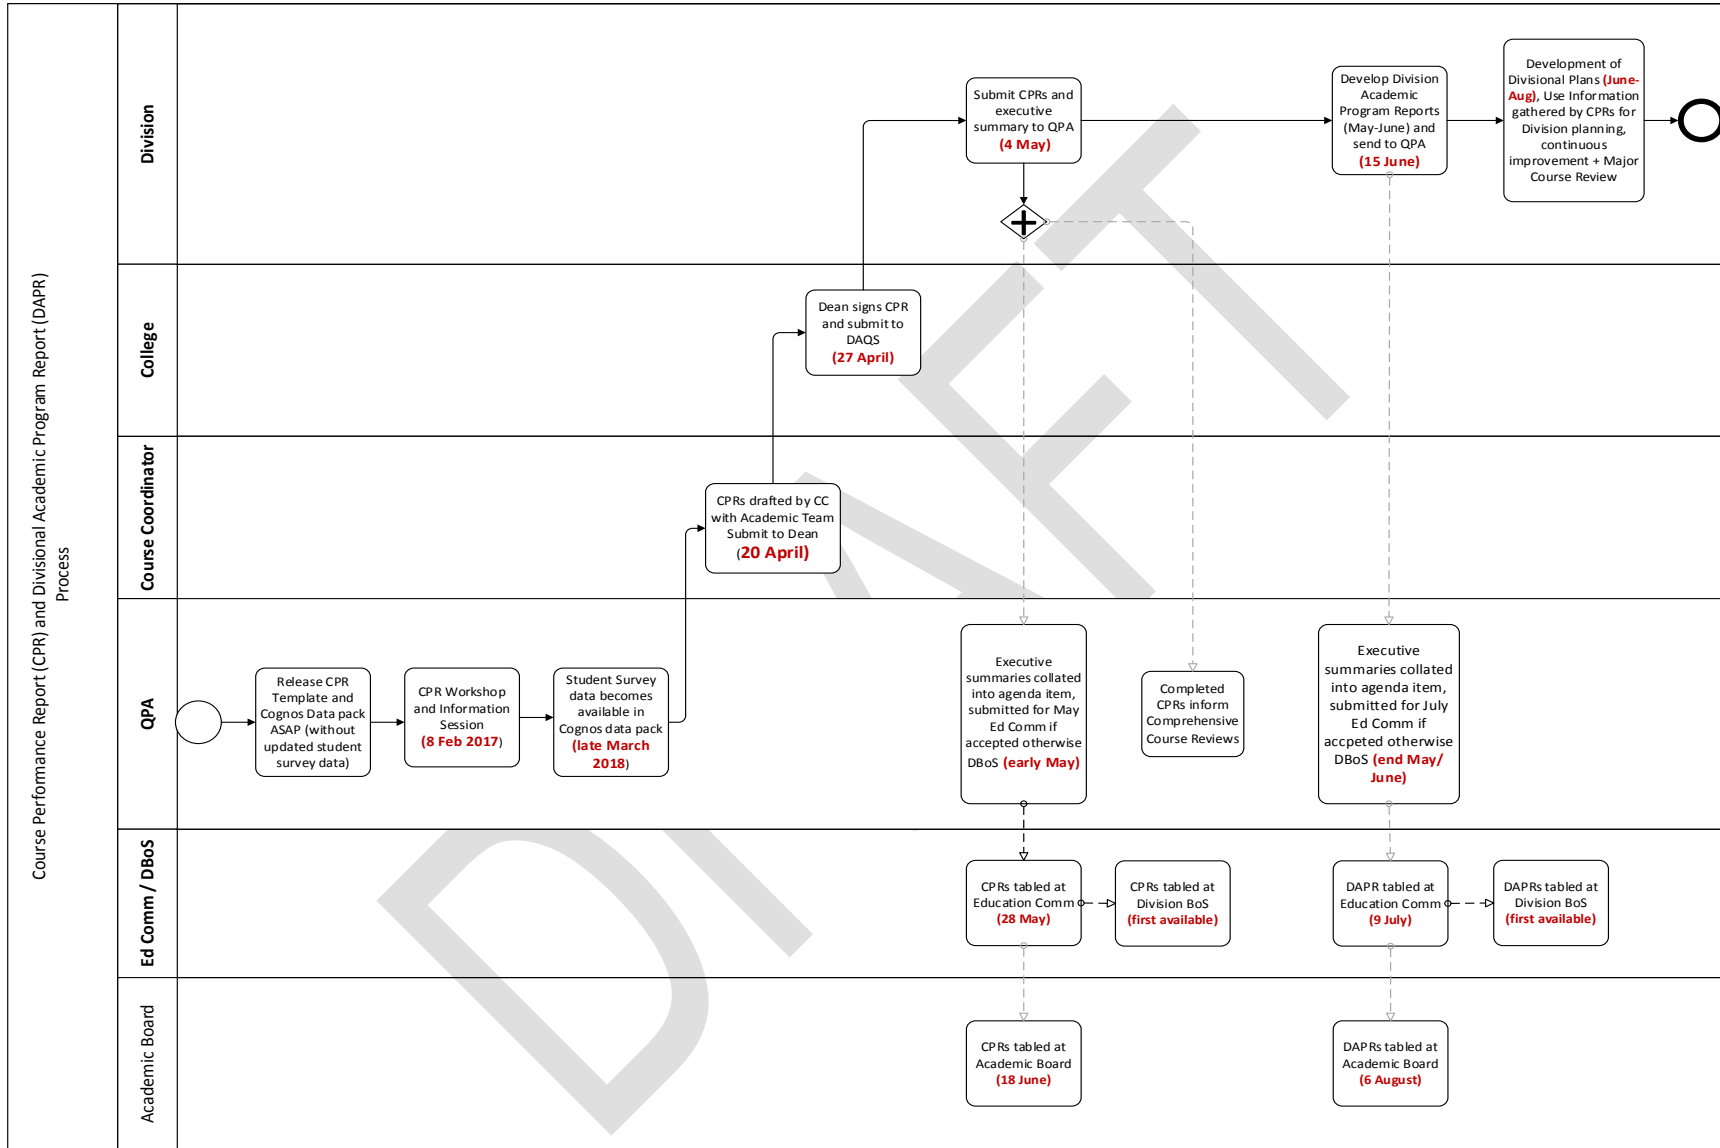 Course Performance Report (CPR) and Divisional Academic Program Report (DAPR)
Process
Division
Submit CPRs and
executive
summary to QPA
(4 May)
Develop Division
Academic
Program Reports
(May-June) and
send to QPA
(15 June)
Development of
Divisional Plans (June-
Aug), Use Information
gathered by CPRs for
Division planning,
continuous
improvement + Major
Course Review
College
Dean signs CPR
and submit to
DAQS
(27 April)
Course Coordinator
CPRs drafted by CC
with Academic Team
Submit to Dean
(20 April)
QPA
Release CPR
Template and
Cognos Data pack
ASAP (without
updated student
survey data)
CPR Workshop
and Information
Session
(8 Feb 2017)
Student Survey
data becomes
available in
Cognos data pack
(late March
2018)
Executive
summaries collated
into agenda item,
submitted for May
Ed Comm if
accepted otherwise
DBoS (early May)
Completed
CPRs inform
Comprehensive
Course Reviews
Executive
summaries collated
into agenda item,
submitted for July
Ed Comm if
accpeted otherwise
DBoS (end May/
June)
Ed Comm / DBoS
CPRs tabled at
Education Comm
(28 May)
CPRs tabled at
Division BoS
(first available)
DAPR tabled at
Education Comm
(9 July)
DAPRs tabled at
Division BoS
(first available)
Academic Board
CPRs tabled at
Academic Board
(18 June)
DAPRs tabled at
Academic Board
(6 August)
DRAFT